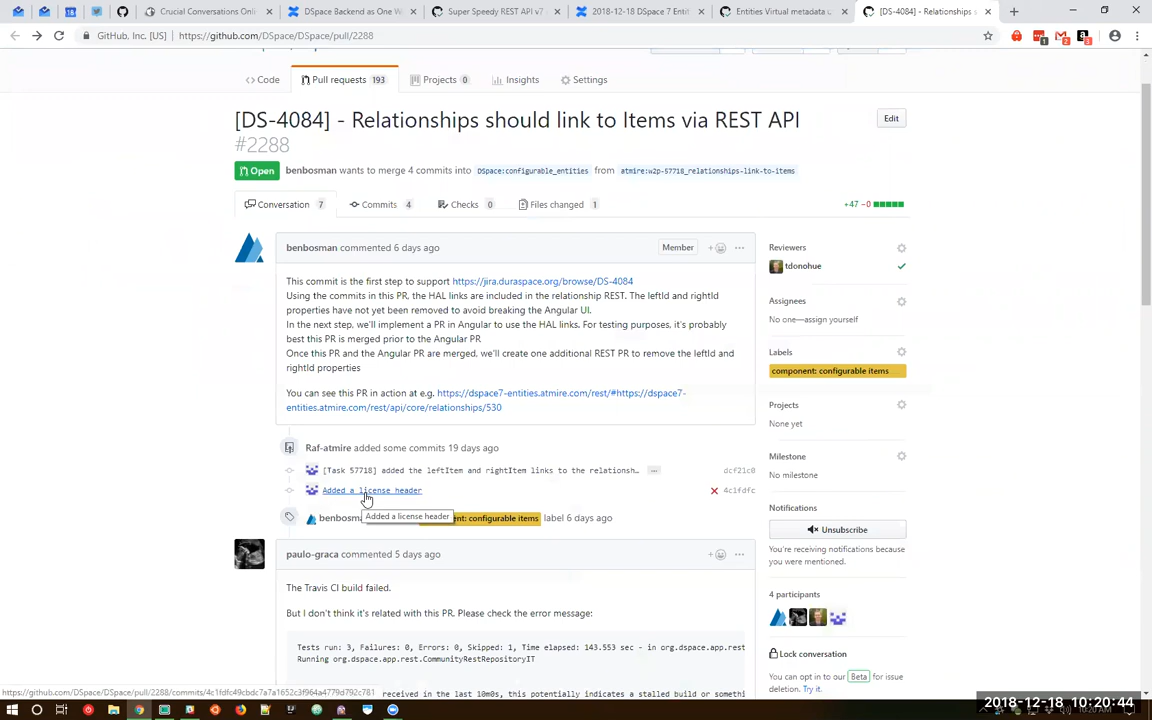 Crucial Conversations Onli
DSpace Backend as One W
Super Speedy REST API v7
2018-12-18 DSpace 7 Entit
Entities Virtual metadata u
[DS-4084] - Relationships s
GitHub, Inc. [US] https://github.com/DSpace/DSpace/pull/2288
Code Pull requests 193 Projects 0 Insights Settings
[DS-4084] - Relationships should link to Items via REST API
#2288
Edit
Open benbosman wants to merge 4 commits into DSpace:configurable_entities from atmire:w2p-57718_relationships-link-to-items
Conversation 7 Commits 4 Checks 0 Files changed 1 +47 −0
benbosman commented 6 days ago Member
This commit is the first step to support https://jira.duraspace.org/browse/DS-4084
Using the commits in this PR, the HAL links are included in the relationship REST. The leftId and rightId
properties have not yet been removed to avoid breaking the Angular UI.
In the next step, we'll implement a PR in Angular to use the HAL links. For testing purposes, it's probably
best this PR is merged prior to the Angular PR
Once this PR and the Angular PR are merged, we'll create one additional REST PR to remove the leftId and
rightId properties
You can see this PR in action at e.g. https://dspace7-entities.atmire.com/rest/#https://dspace7-
entities.atmire.com/rest/api/core/relationships/530
Raf-atmire added some commits 19 days ago
[Task 57718] added the leftItem and rightItem links to the relationsh… dcf21c0
Added a license header 4c1fdfc
Added a license header
benbosma ent: configurable items label 6 days ago
paulo-graca commented 5 days ago
The Travis CI build failed.
But I don't think it's related with this PR. Please check the error message:
Tests run: 3, Failures: 0, Errors: 0, Skipped: 1, Time elapsed: 143.553 sec - in org.dspace.app.rest
Running org.dspace.app.rest.CommunityRestRepositoryIT
received in the last 10m0s, this potentially indicates a stalled build or somethi
Reviewers
tdonohue
Assignees
No one—assign yourself
Labels
component: configurable items
Projects
None yet
Milestone
No milestone
Notifications
Unsubscribe
You're receiving notifications because
you were mentioned.
4 participants
Lock conversation
You can opt in to Beta for issue
deletion. Try it.
https://github.com/DSpace/DSpace/pull/2288/commits/4c1fdfc49cbdc7a7a1652c3f964a4779d792c781
2018-12-18 10:20:44